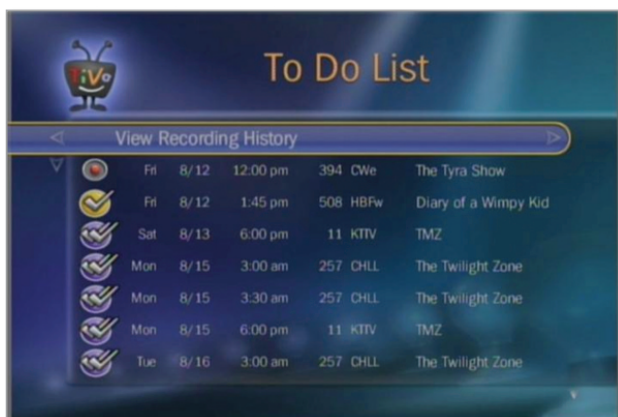 TiVo
To Do List
View Recording History
Fri 8/12 12:00 pm 394 CWe The Tyra Show
Fri 8/12 1:45 pm 508 HBFw Diary of a Wimpy Kid
Sat 8/13 6:00 pm 11 KTTV TMZ
Mon 8/15 3:00 am 257 CHLL The Twilight Zone
Mon 8/15 3:30 am 257 CHLL The Twilight Zone
Mon 8/15 6:00 pm 11 KTTV TMZ
Tue 8/16 3:00 am 257 CHLL The Twilight Zone